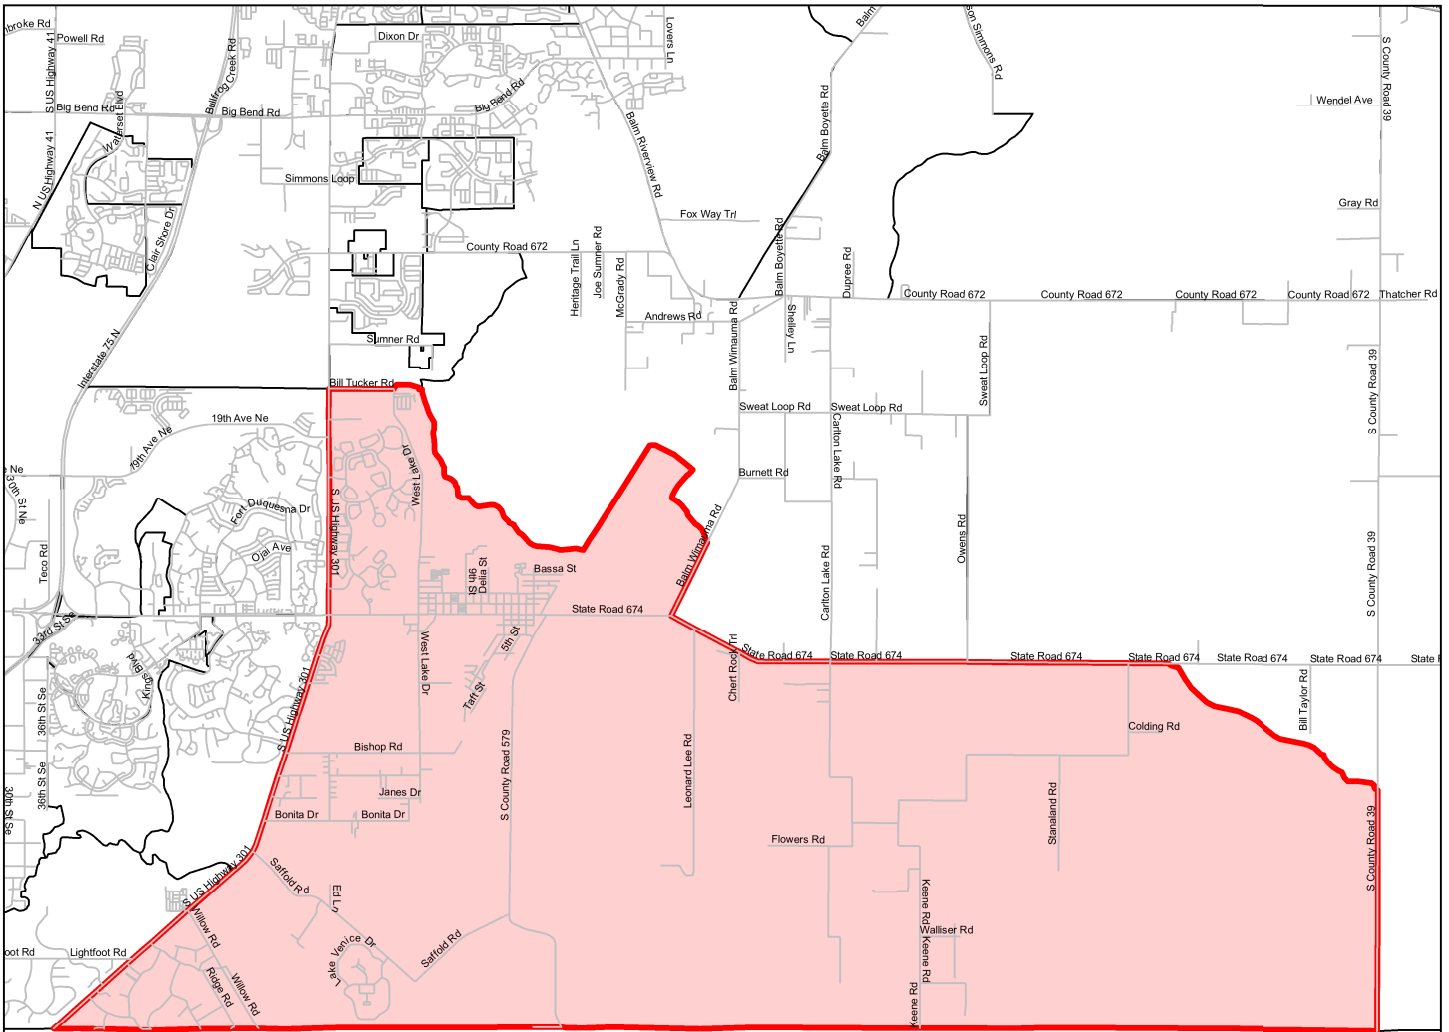 Powell Rd
S US Highway 41
Bullfrog Creek Rd
Dixon Dr
Lovers Ln
Balm
son Simmons Rd
S County Road 39
Wendel Ave
Big Bend Rd
Waterset Blvd
Big Bend Rd
Big Bend Rd
Balm Riverview Rd
Balm Boyette Rd
N US Highway 41
Simmons Loop
Fox Way Trl
Gray Rd
Clair Shore Dr
County Road 672
Heritage Trail Ln
Joe Sumner Rd
McGrady Rd
Balm Boyette Rd
Dupree Rd
County Road 672
County Road 672
County Road 672
County Road 672
Thatcher Rd
Andrews Rd
Shelley Ln
Interstate 75 N
Sumner Rd
Balm Wimauma Rd
Sweat Loop Rd
S County Road 39
Bill Tucker Rd
19th Ave Ne
19th Ave Ne
Sweat Loop Rd
Sweat Loop Rd
Carlton Lake Rd
West Lake Dr
e Ne
30th St Ne
Burnett Rd
Fort Duquesna Dr
S US Highway 301
Balm Wimauma Rd
Owens Rd
S County Road 39
Teco Rd
Ojai Ave
9th St
Delia St
Bassa St
Carlton Lake Rd
33rd St Se
State Road 674
5th St
West Lake Dr
Chert Rock Trl
State Road 674
State Road 674
State Road 674
State Road 674
State Road 674
State Road 674
Kings Blvd
36th St Se
Taft St
S US Highway 301
Bill Taylor Rd
Colding Rd
Bishop Rd
S County Road 579
Leonard Lee Rd
36th St Se
30th St Se
Janes Dr
Bonita Dr
Bonita Dr
Stanaland Rd
S County Road 39
Flowers Rd
S US Highway 301
Saffold Rd
Ed Ln
Keene Rd
Willow Rd
Lake Venice Dr
Saffold Rd
Walliser Rd
oot Rd
Lightfoot Rd
Ridge Rd
Willow Rd
Keene Rd
Keene Rd